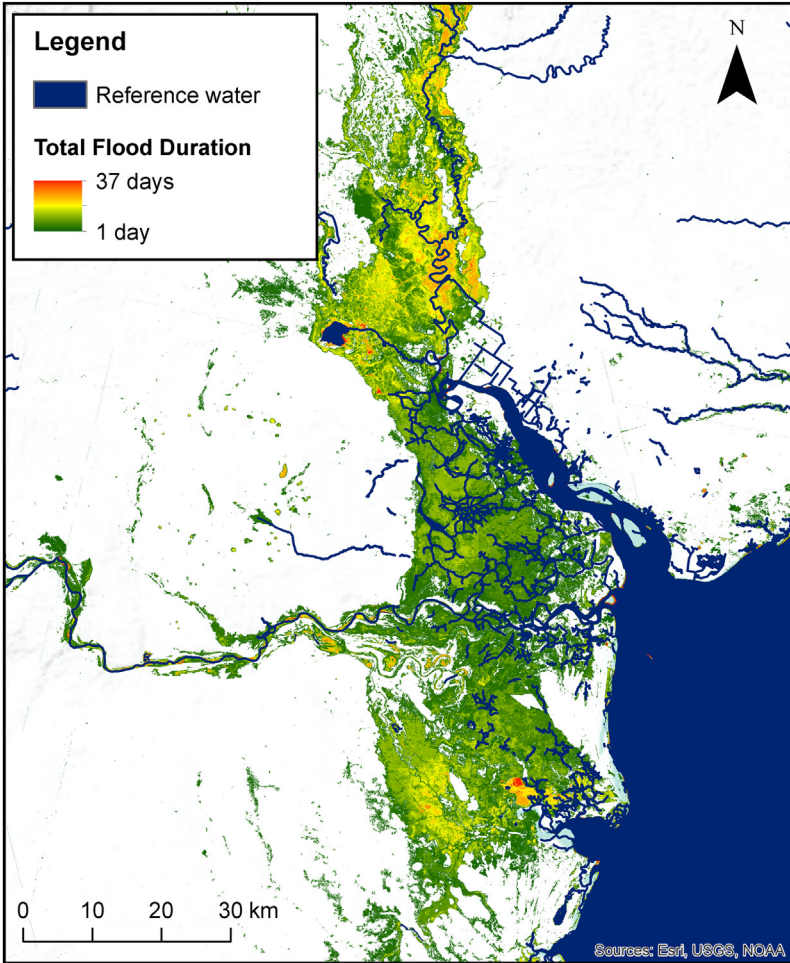 Legend
Reference water
Total Flood Duration
37 days
1 day
N
0 10 20 30 km
Sources: Esri, USGS, NOAA